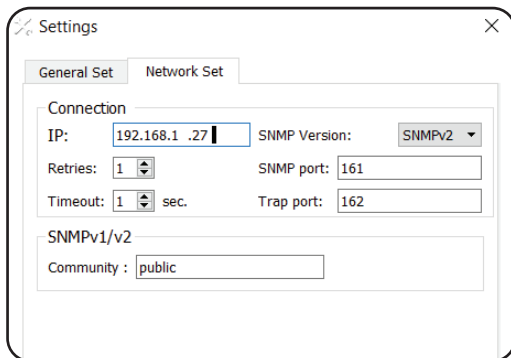 Settings
General Set Network Set
Connection
IP: 192.168.1 .27 SNMP Version: SNMPv2
Retries: 1 SNMP port: 161
Timeout: 1 sec. Trap port: 162
SNMPv1/v2
Community : public